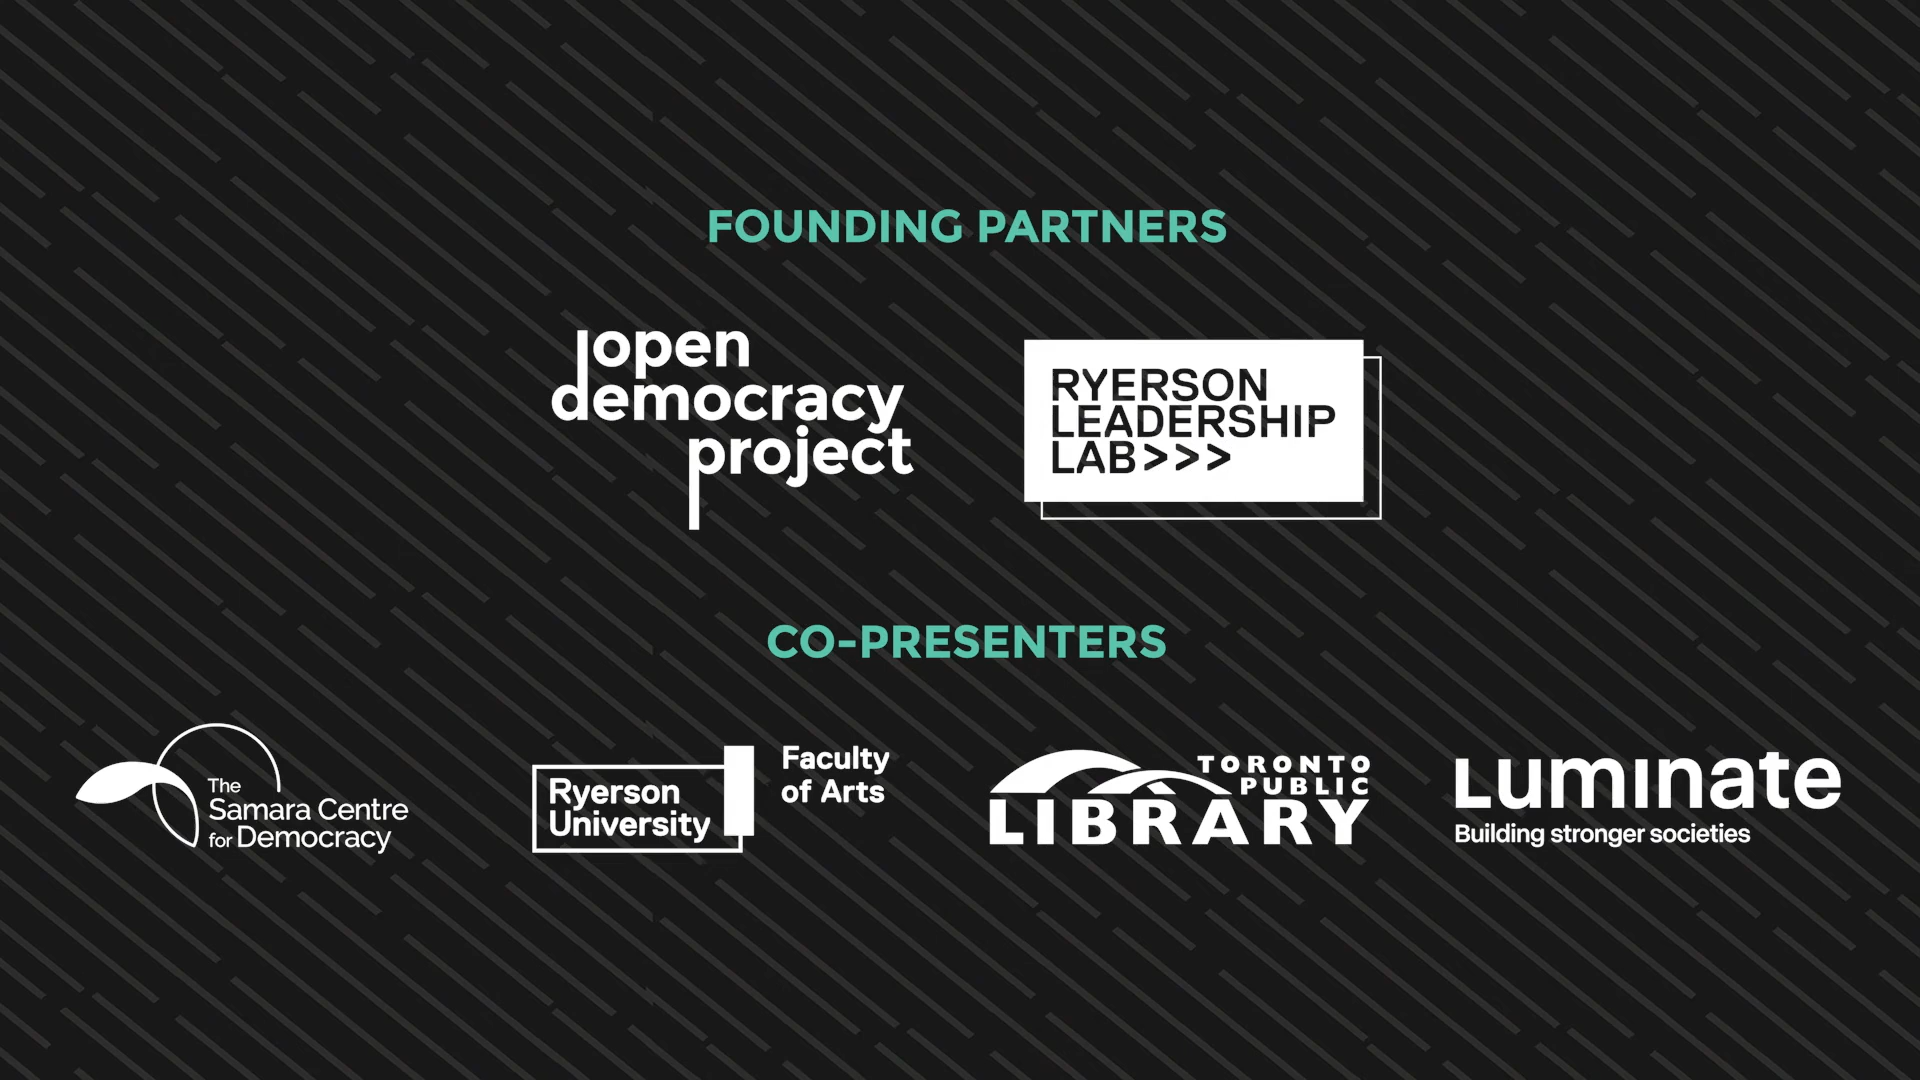 FOUNDING PARTNERS
open
democracy
project
RYERSON
LEADERSHIP
LAB>>>
CO-PRESENTERS
The
Samara Centre
for Democracy
Ryerson
University
Faculty
of Arts
TORONTO
PUBLIC
LIBRARY
Luminate
Building stronger societies